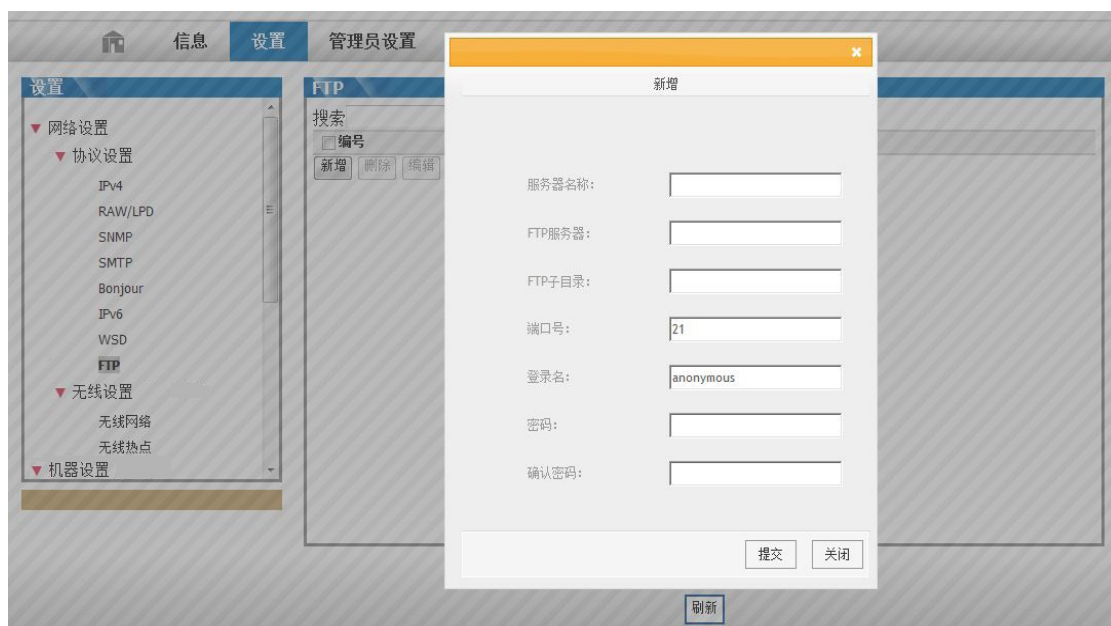 信息 设置 管理员设置
设置
网络设置
协议设置
IPv4
RAW/LPD
SNMP
SMTP
Bonjour
IPv6
WSD
FTP
无线设置
无线网络
无线热点
机器设置
FTP
搜索
编号
新增 删除 编辑
新增
服务器名称:
FTP服务器:
FTP子目录:
端口号: 21
登录名: anonymous
密码:
确认密码:
提交 关闭
刷新